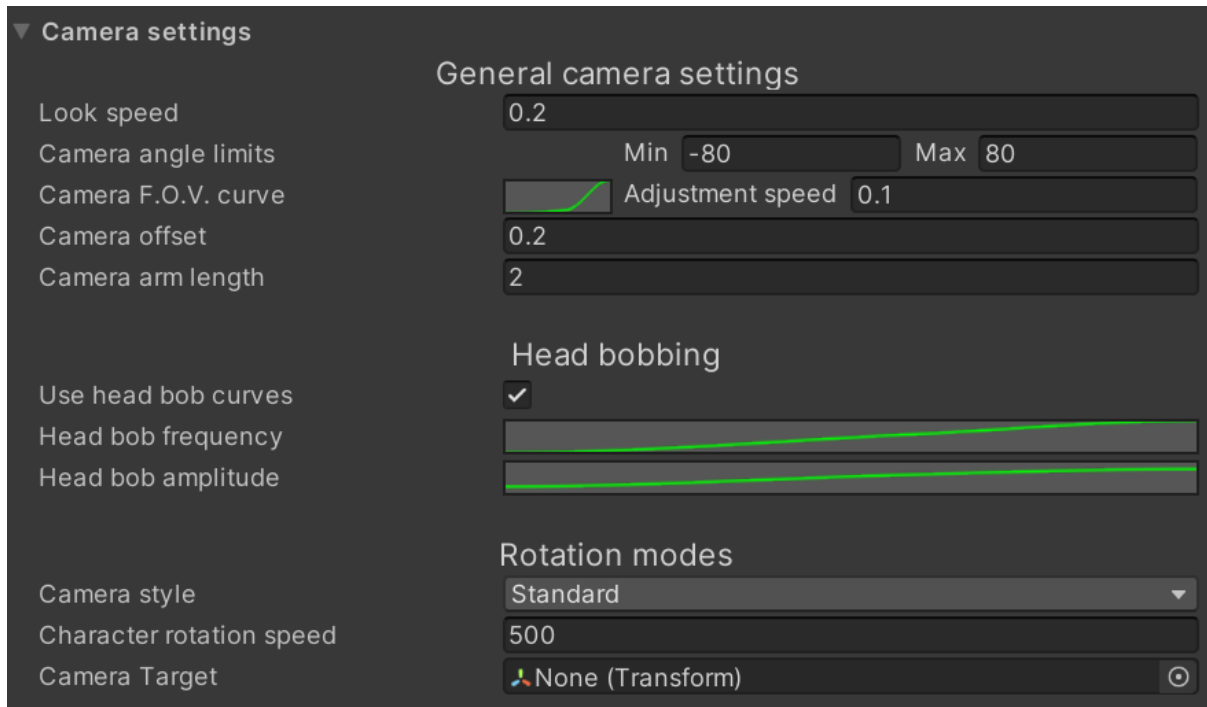 Camera settings
General camera settings
Look speed 0.2
Camera angle limits Min -80 Max 80
Camera F.O.V. curve Adjustment speed 0.1
Camera offset 0.2
Camera arm length 2
Head bobbing
Use head bob curves
Head bob frequency
Head bob amplitude
Rotation modes
Camera style Standard
Character rotation speed 500
Camera Target None (Transform)